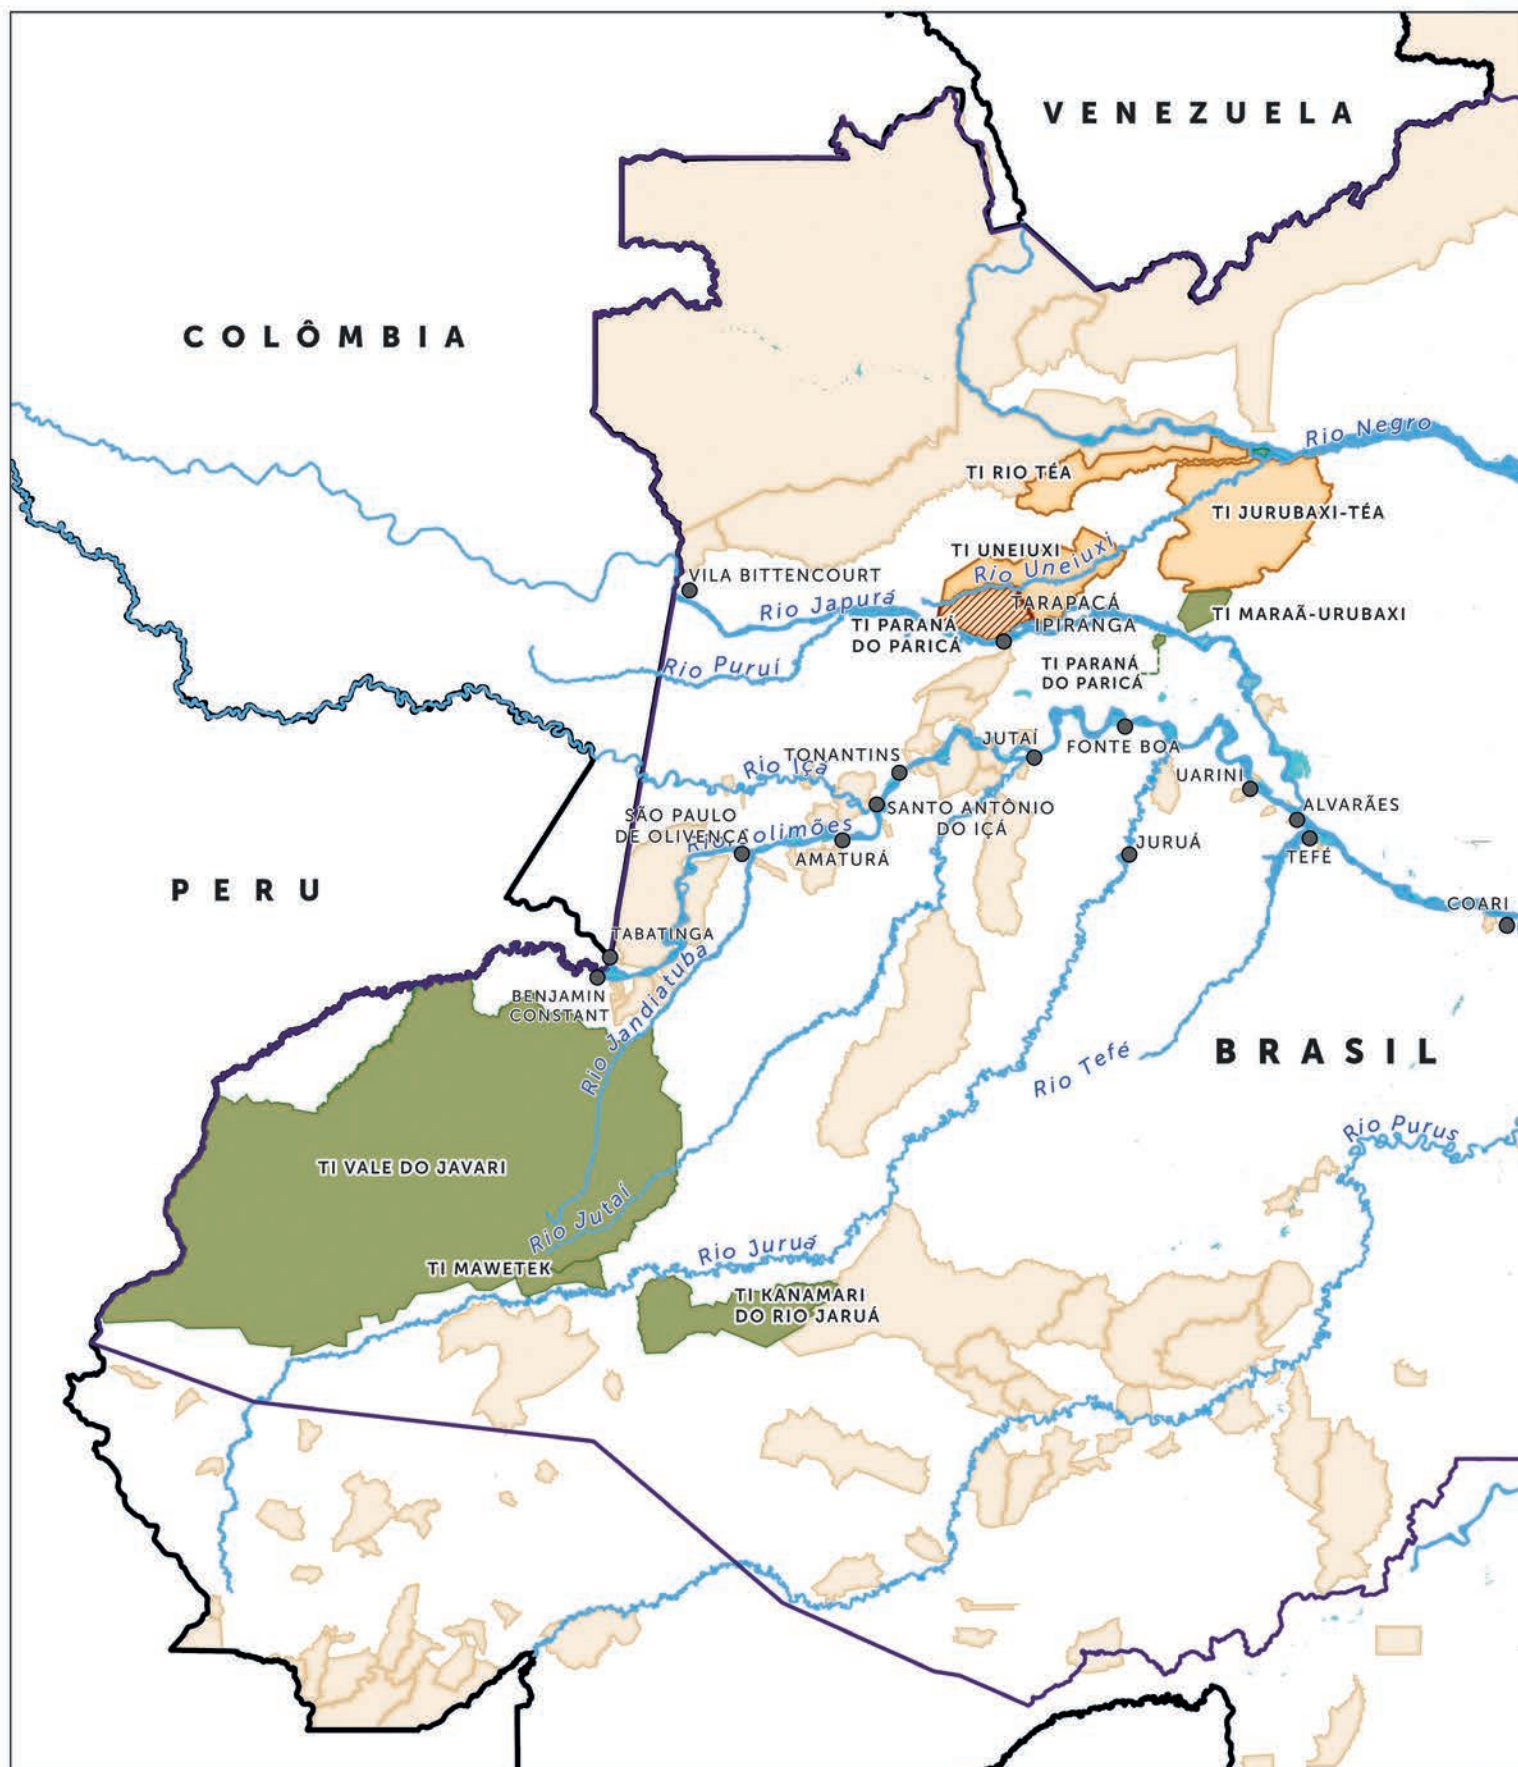 VENEZUELA
COLÔMBIA
Rio Negro
TI RIO TÉA
TI JURUBAXI-TÉA
TI UNEIUXI
Rio Uneiuxi
VILA BITTENCOURT
Rio Japurá
TARAPACÁ
IPIRANGA
TI MARAÃ-URUBAXI
TI PARANÁ
DO PARICÁ
Rio Puruí
TI PARANÁ
DO PARICÁ
JUTAÍ
FONTE BOA
TONANTINS
Rio Içá
UARINI
SÃO PAULO
DE OLIVENÇA
Rio Solimões
SANTO ANTÔNIO
DO IÇÁ
ALVARÃES
AMATURÁ
JURUÁ
TEFÉ
PERU
COARI
TABATINGA
BENJAMIN
CONSTANT
Rio Jandiatuba
BRASIL
Rio Tefé
Rio Purus
TI VALE DO JAVARI
Rio Jutaí
Rio Juruá
TI MAWETEK
TI KANAMARI
DO RIO JARUÁ